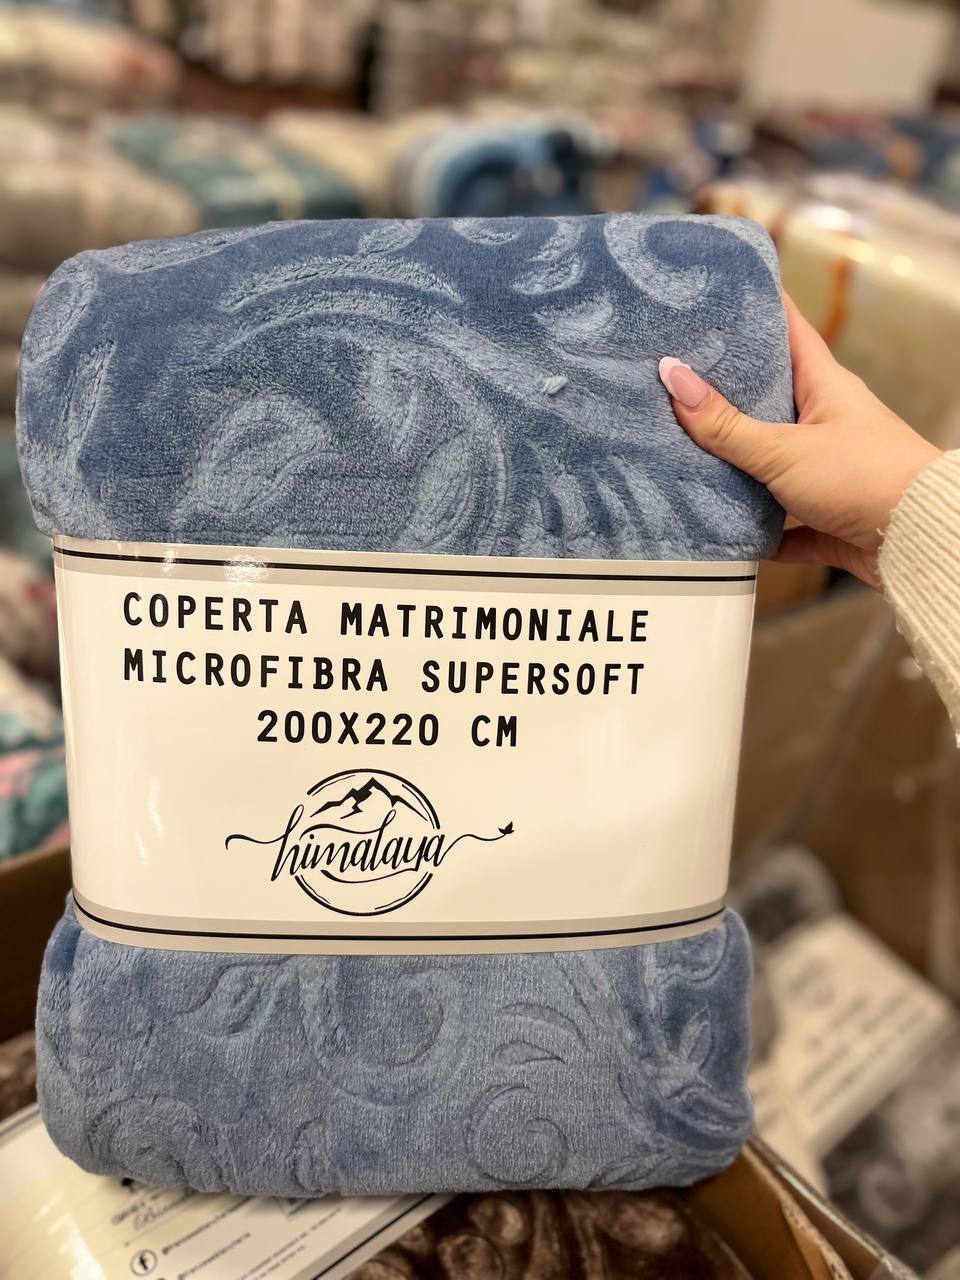 COPERTA MATRIMONIALE
MICROFIBRA SUPERSOFT
200X220 CM
himalaya